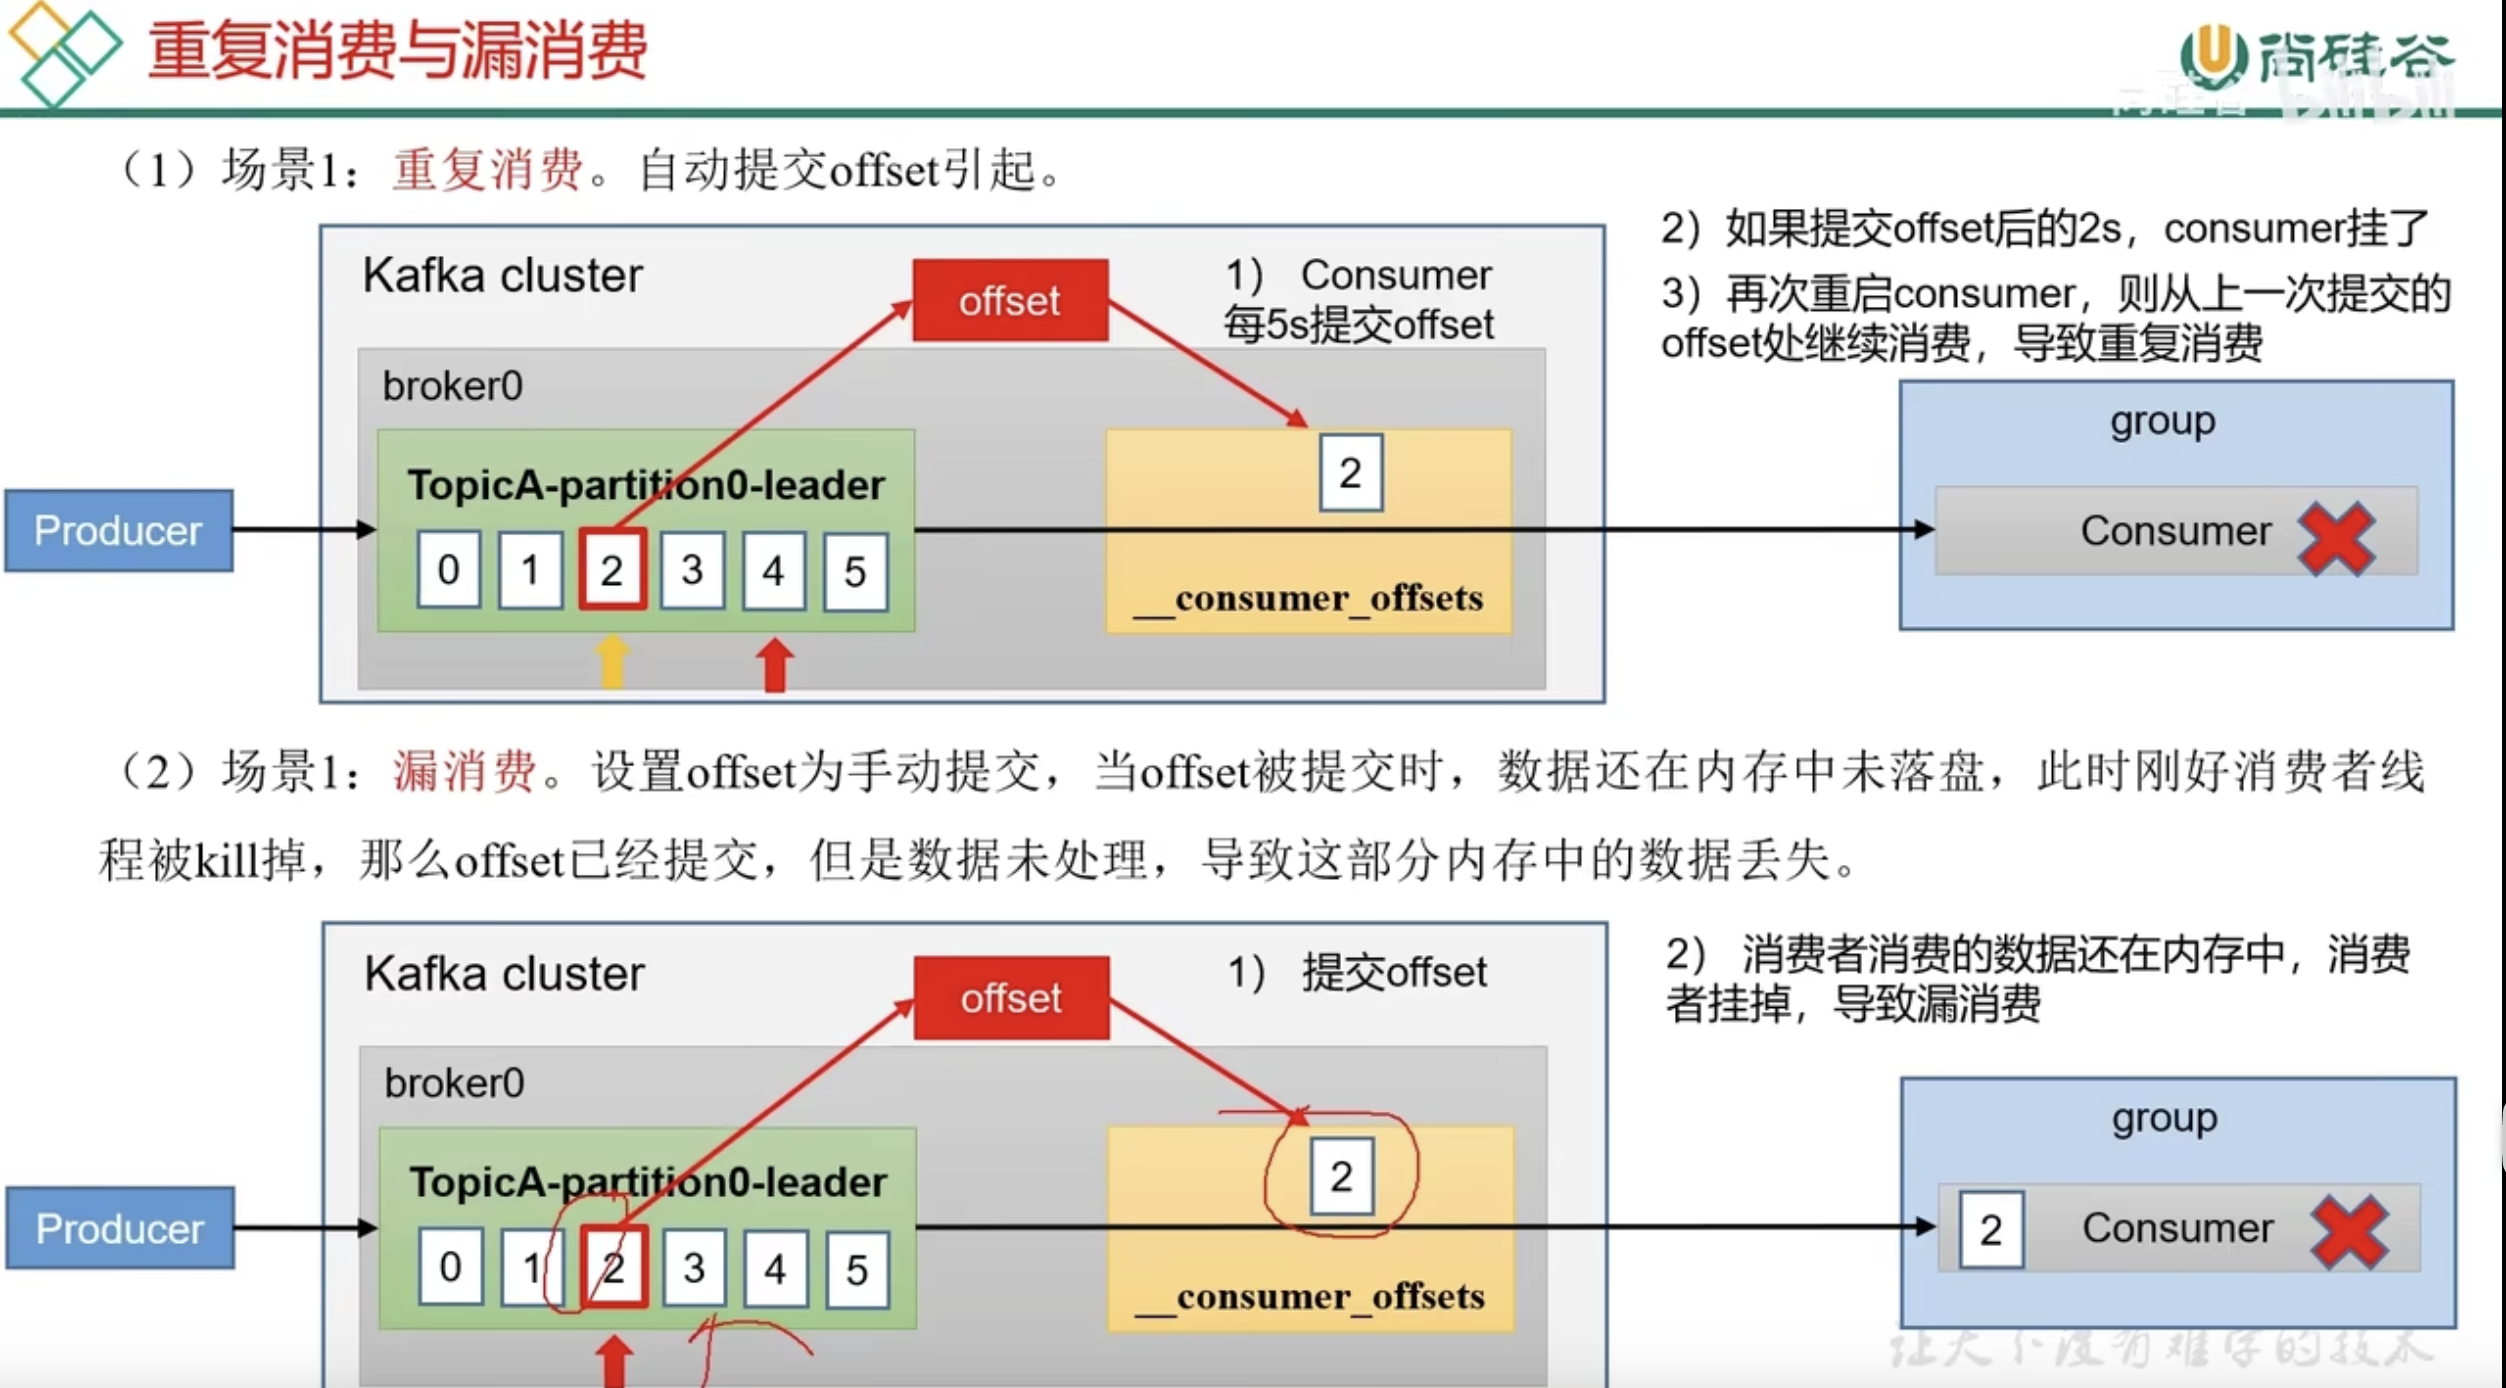 重复消费与漏消费
尚硅谷
尚硅谷 bilibili
（1）场景1：重复消费。自动提交offset引起。
2）如果提交offset后的2s，consumer挂了
3）再次重启consumer，则从上一次提交的
offset处继续消费，导致重复消费
Kafka cluster
offset
1） Consumer
每5s提交offset
broker0
TopicA-partition0-leader
0 1 2 3 4 5
2
__consumer_offsets
Producer
group
Consumer
（2）场景1：漏消费。设置offset为手动提交，当offset被提交时，数据还在内存中未落盘，此时刚好消费者线
程被kill掉，那么offset已经提交，但是数据未处理，导致这部分内存中的数据丢失。
Kafka cluster
offset
1） 提交offset
2） 消费者消费的数据还在内存中，消费
者挂掉，导致漏消费
broker0
TopicA-partition0-leader
0 1 2 3 4 5
2
__consumer_offsets
Producer
group
2 Consumer
让天下没有难学的技术